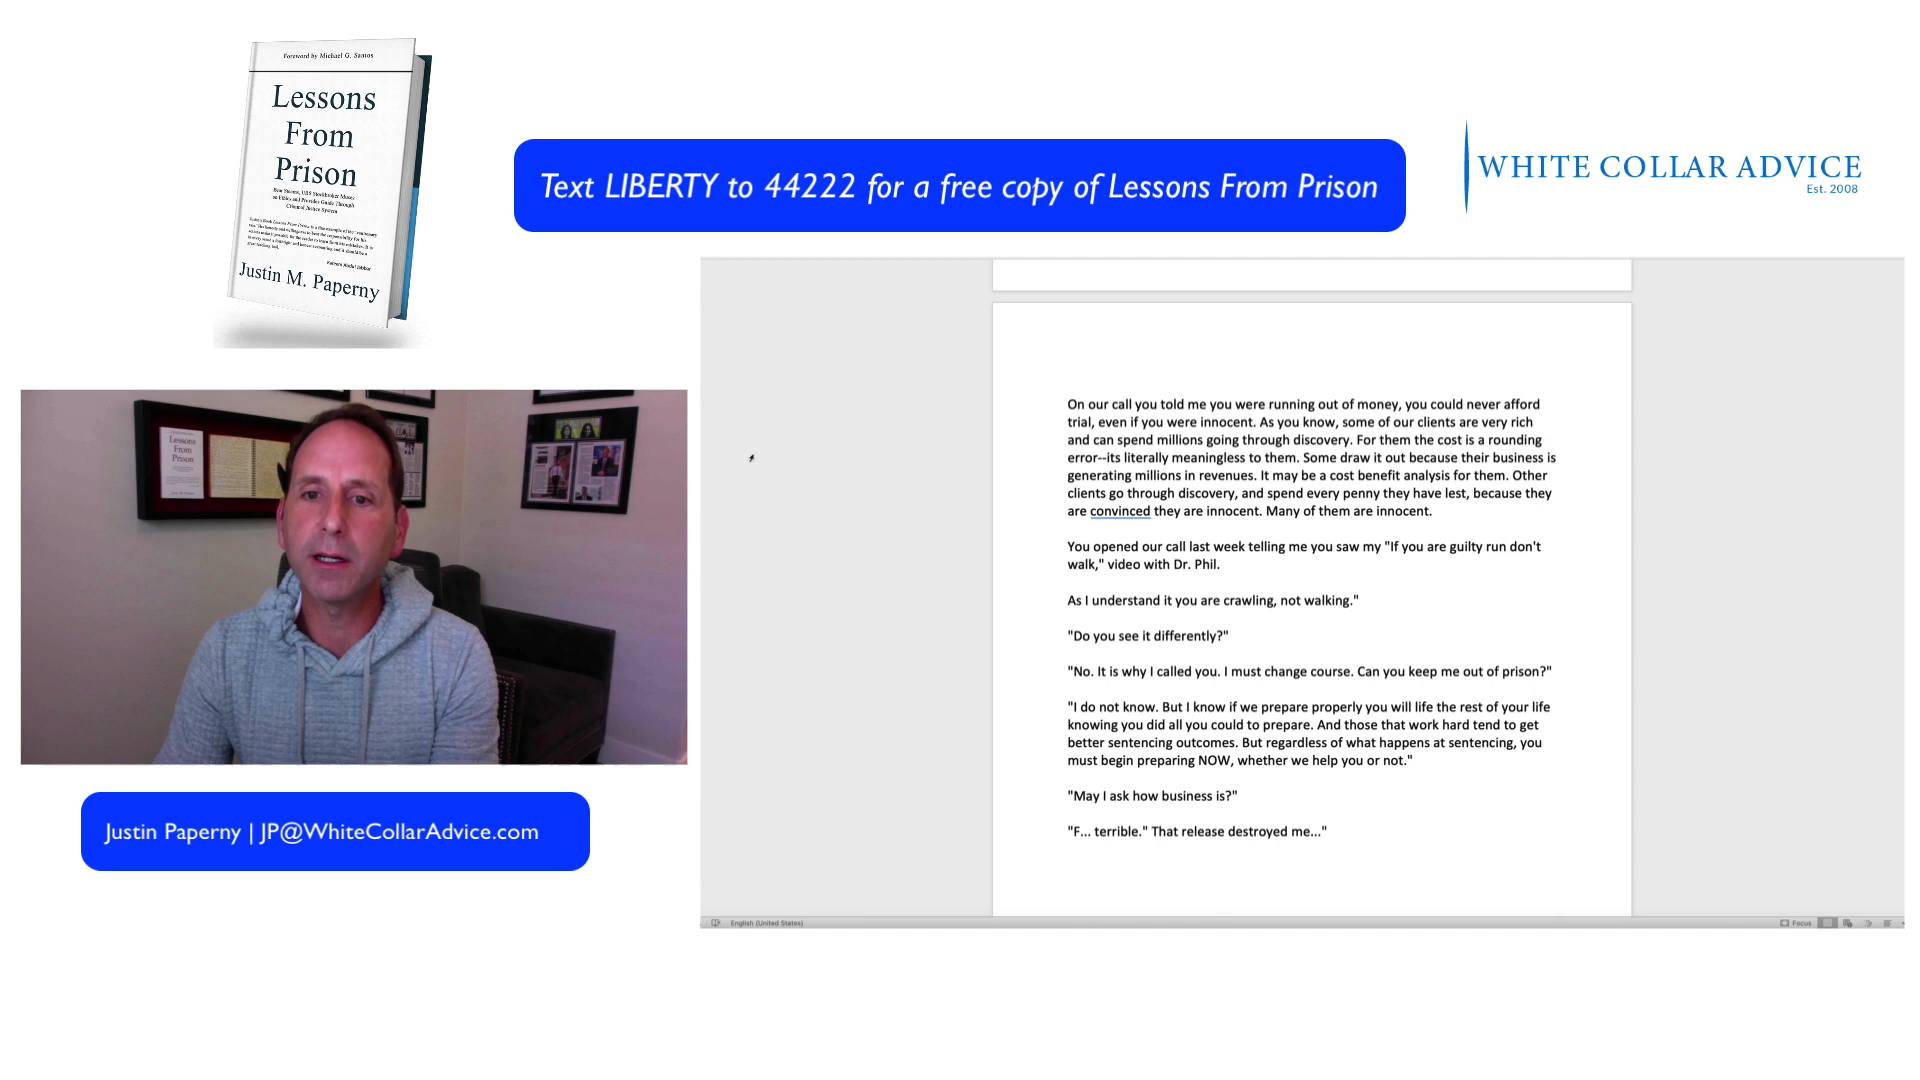 Foreword by Michael G. Santos
Lessons
From
Prison
Justin M. Paperny
Text LIBERTY to 44222 for a free copy of Lessons From Prison
WHITE COLLAR ADVICE
Est. 2008
Lessons
From
Prison
Justin Paperny | JP@WhiteCollarAdvice.com
On our call you told me you were running out of money, you could never afford
trial, even if you were innocent. As you know, some of our clients are very rich
and can spend millions going through discovery. For them the cost is a rounding
error--its literally meaningless to them. Some draw it out because their business is
generating millions in revenues. It may be a cost benefit analysis for them. Other
clients go through discovery, and spend every penny they have lest, because they
are convinced they are innocent. Many of them are innocent.
You opened our call last week telling me you saw my "If you are guilty run don't
walk," video with Dr. Phil.
As I understand it you are crawling, not walking."
"Do you see it differently?"
"No. It is why I called you. I must change course. Can you keep me out of prison?"
"I do not know. But I know if we prepare properly you will life the rest of your life
knowing you did all you could to prepare. And those that work hard tend to get
better sentencing outcomes. But regardless of what happens at sentencing, you
must begin preparing NOW, whether we help you or not."
"May I ask how business is?"
"F... terrible." That release destroyed me..."
English (United States)
Focus